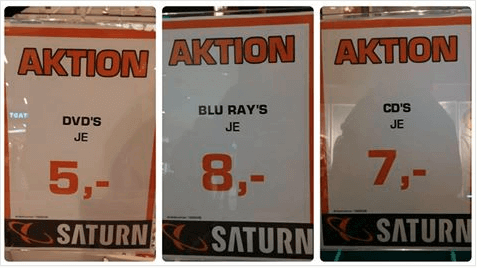 AKTION
DVD'S
JE
5,-
SATURN
AKTION
BLU RAY'S
JE
8,-
SATURN
AKTION
CD'S
JE
7,-
SATURN